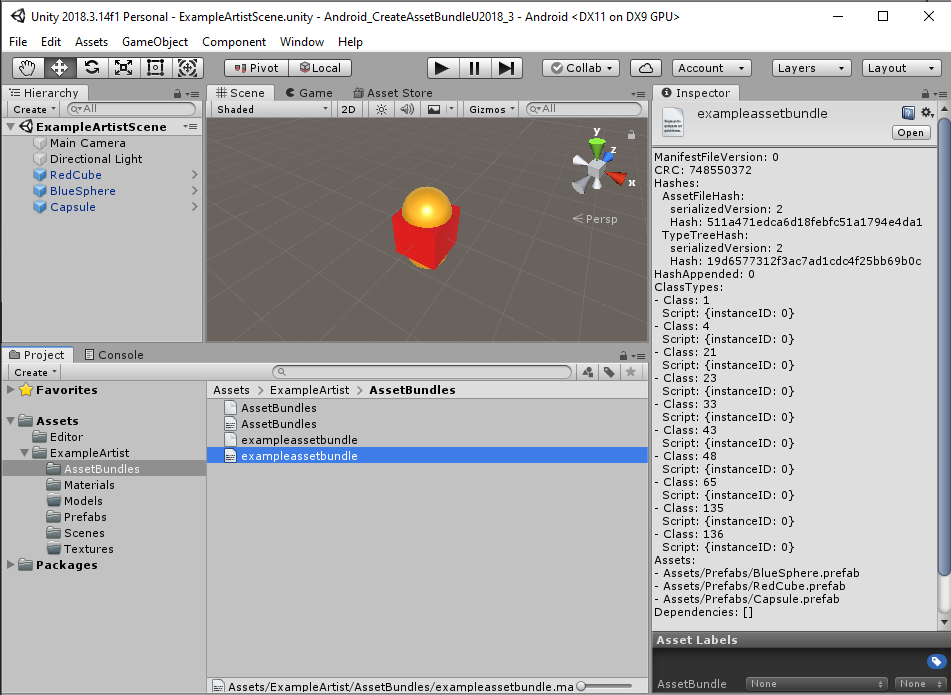 Unity 2018.3.14f1 Personal - ExampleArtistScene.unity - Android_CreateAssetBundleU2018_3 - Android <DX11 on DX9 GPU>
File Edit Assets GameObject Component Window Help
Pivot Local Collab Account Layers Layout
Hierarchy
Create All
ExampleArtistScene
Main Camera
Directional Light
RedCube
BlueSphere
Capsule
Scene Game Asset Store
Shaded 2D Gizmos All
y
z
x
Persp
Inspector
exampleassetbundle
Open
ManifestFileVersion: 0
CRC: 748550372
Hashes:
AssetFileHash:
serializedVersion: 2
Hash: 511a471edca6d18febfc51a1794e4da1
TypeTreeHash:
serializedVersion: 2
Hash: 19d6577312f3ac7ad1cdc4f25bb69b0c
HashAppended: 0
ClassTypes:
- Class: 1
Script: {instanceID: 0}
- Class: 4
Script: {instanceID: 0}
- Class: 21
Script: {instanceID: 0}
- Class: 23
Script: {instanceID: 0}
- Class: 33
Script: {instanceID: 0}
- Class: 43
Script: {instanceID: 0}
- Class: 48
Script: {instanceID: 0}
- Class: 65
Script: {instanceID: 0}
- Class: 135
Script: {instanceID: 0}
- Class: 136
Script: {instanceID: 0}
Assets:
- Assets/Prefabs/BlueSphere.prefab
- Assets/Prefabs/RedCube.prefab
- Assets/Prefabs/Capsule.prefab
Dependencies: []
Asset Labels
AssetBundle None None
Project Console
Create
Favorites
Assets
Editor
ExampleArtist
AssetBundles
Materials
Models
Prefabs
Scenes
Textures
Packages
Assets > ExampleArtist > AssetBundles
AssetBundles
AssetBundles
exampleassetbundle
exampleassetbundle
Assets/ExampleArtist/AssetBundles/exampleassetbundle.ma